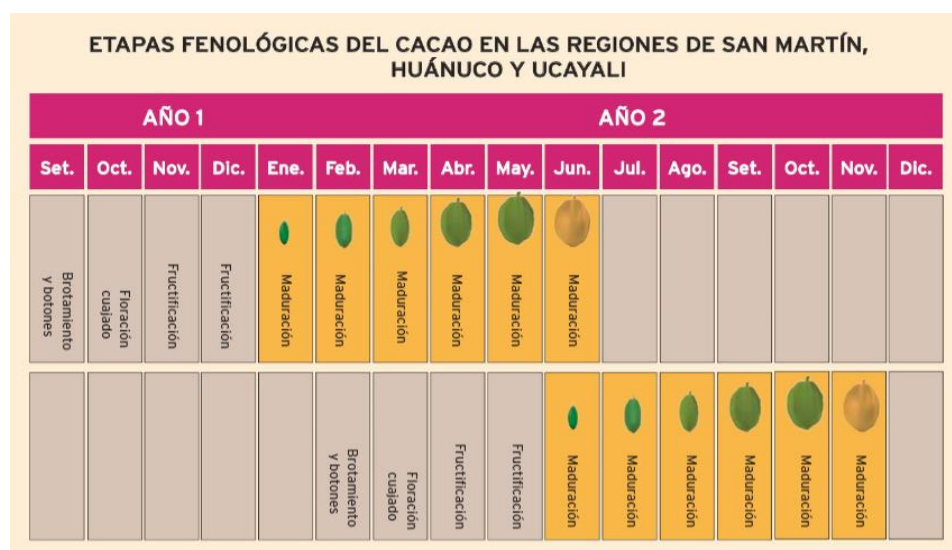 ETAPAS FENOLÓGICAS DEL CACAO EN LAS REGIONES DE SAN MARTÍN,
HUÁNUCO Y UCAYALI
AÑO 1 AÑO 2
Set. Oct. Nov. Dic. Ene. Feb. Mar. Abr. May. Jun. Jul. Ago. Set. Oct. Nov. Dic.
Brotamiento
y botones
Floración
cuajado
Fructificación
Fructificación
Maduración
Maduración
Maduración
Maduración
Maduración
Maduración
Brotamiento
y botones
Floración
cuajado
Fructificación
Fructificación
Maduración
Maduración
Maduración
Maduración
Maduración
Maduración